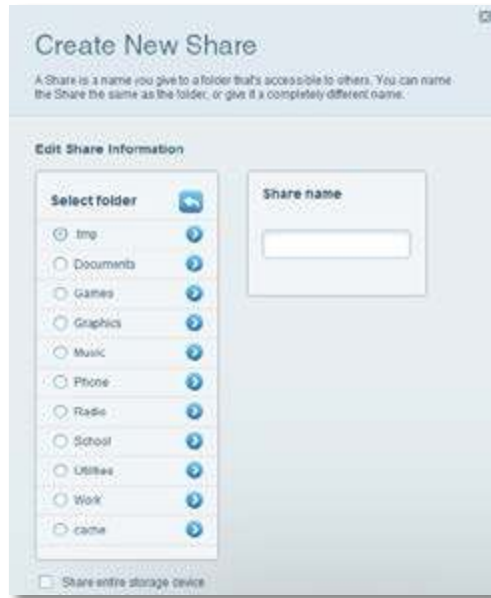 Create New Share
A Share is a name you give to a folder that's accessible to others. You can name
the Share the same as the folder, or give it a completely different name.
Edit Share Information
Select folder
Share name
tmp
Documents
Games
Graphics
Music
Phone
Radio
School
Utilities
Work
cache
Share entire storage device